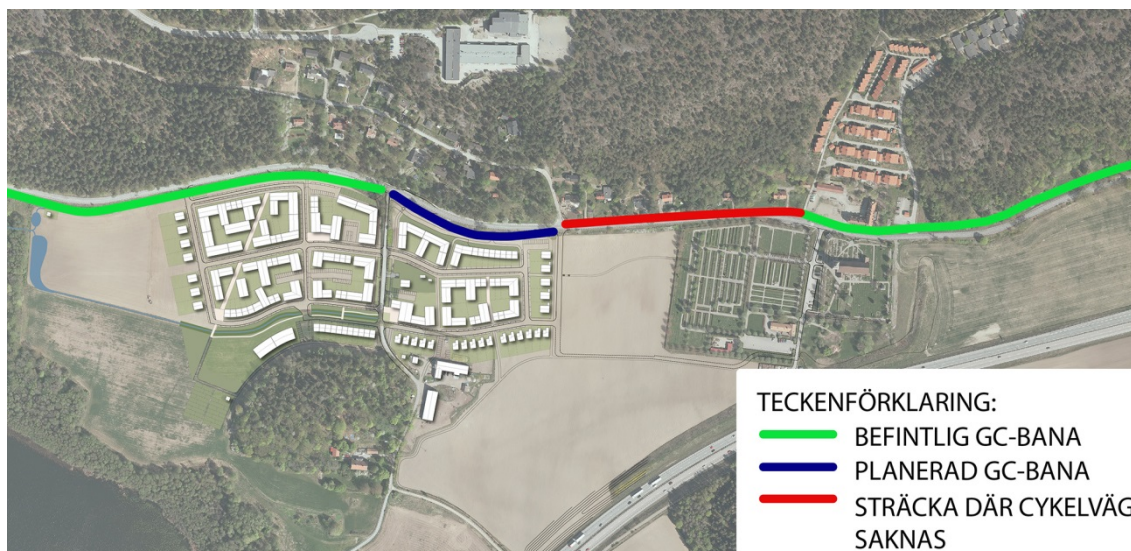 TECKENFÖRKLARING:
BEFINTLIG GC-BANA
PLANERAD GC-BANA
STRÄCKA DÄR CYKELVÄG
SAKNAS